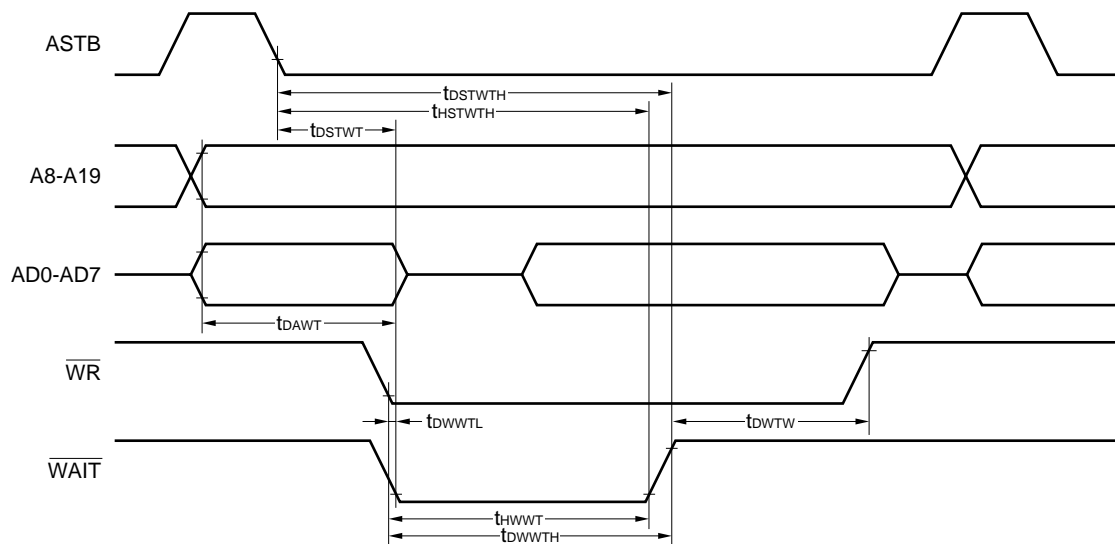 ASTB
tDSTWTH
tHSTWTH
tDSTWT
A8-A19
AD0-AD7
tDAWT
WR
tDWWTL
tDWTW
WAIT
tHWWT
tDWWTH